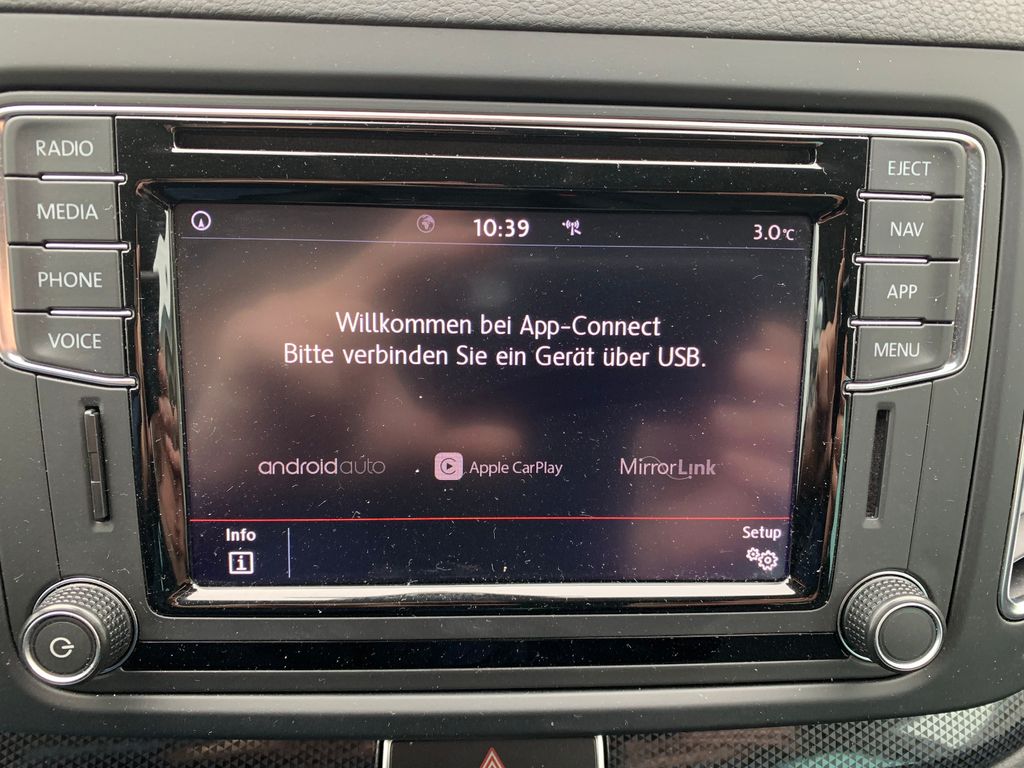 RADIO
MEDIA
PHONE
VOICE
EJECT
NAV
APP
MENU
10:39
3.0°C
Willkommen bei App-Connect
Bitte verbinden Sie ein Gerät über USB.
androidauto
Apple CarPlay
MirrorLink
Info
Setup